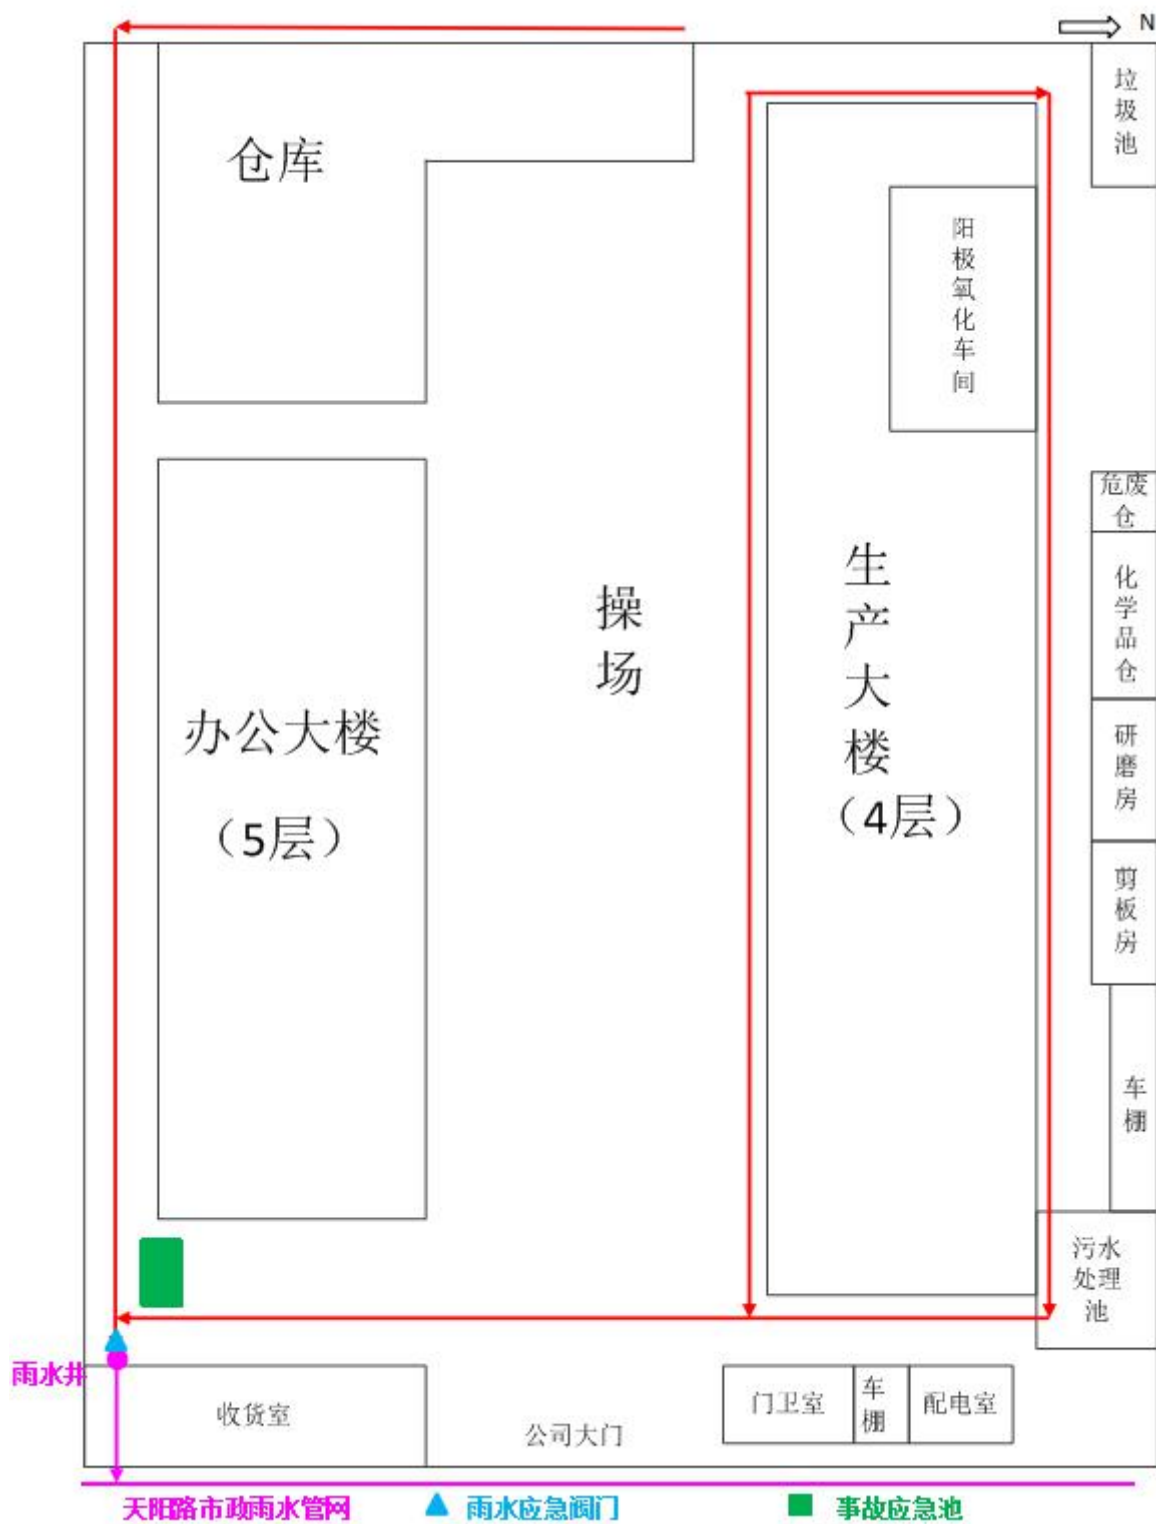 N
垃圾池
仓库
阳极氧化车间
危废仓
生产大楼
（4层）
化学品仓
操场
办公大楼
（5层）
研磨房
剪板房
车棚
污水处理池
雨水井
收货室
公司大门
门卫室
车棚
配电室
天阳路市政雨水管网
雨水应急阀门
事故应急池